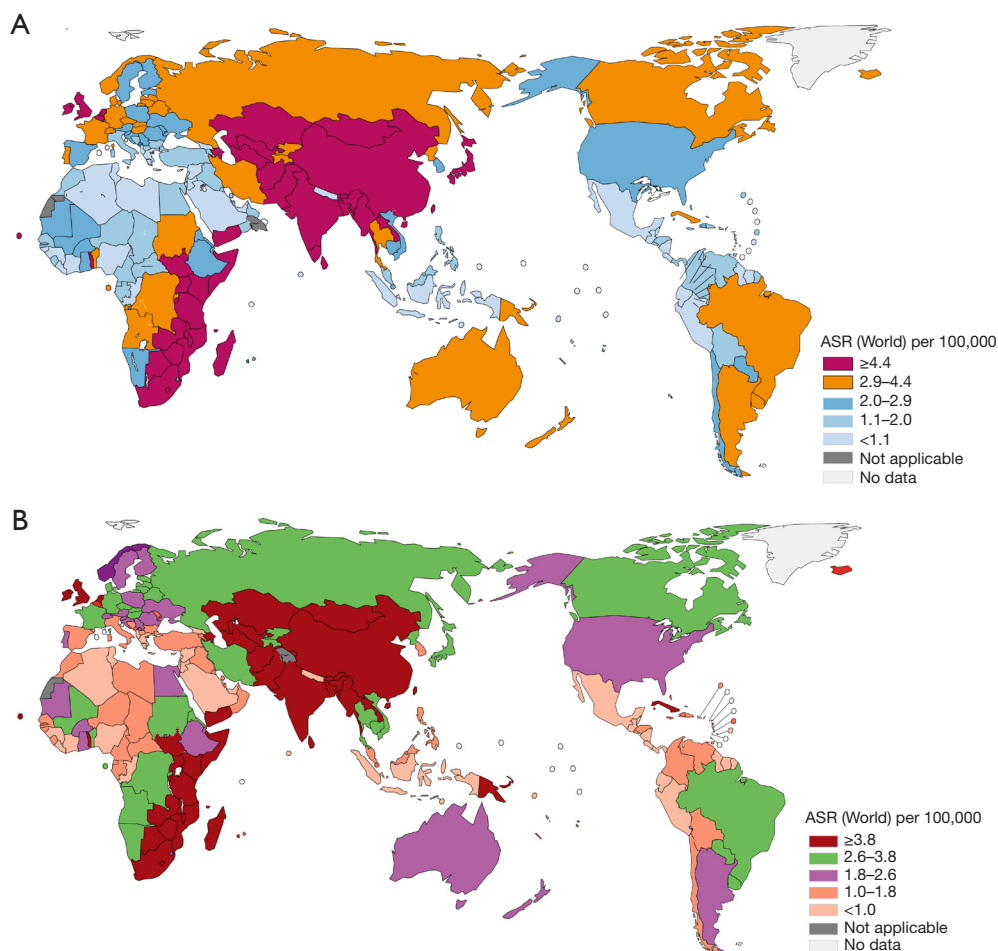 A
ASR (World) per 100,000
≥4.4
2.9–4.4
2.0–2.9
1.1–2.0
<1.1
Not applicable
No data
B
ASR (World) per 100,000
≥3.8
2.6–3.8
1.8–2.6
1.0–1.8
<1.0
Not applicable
No data